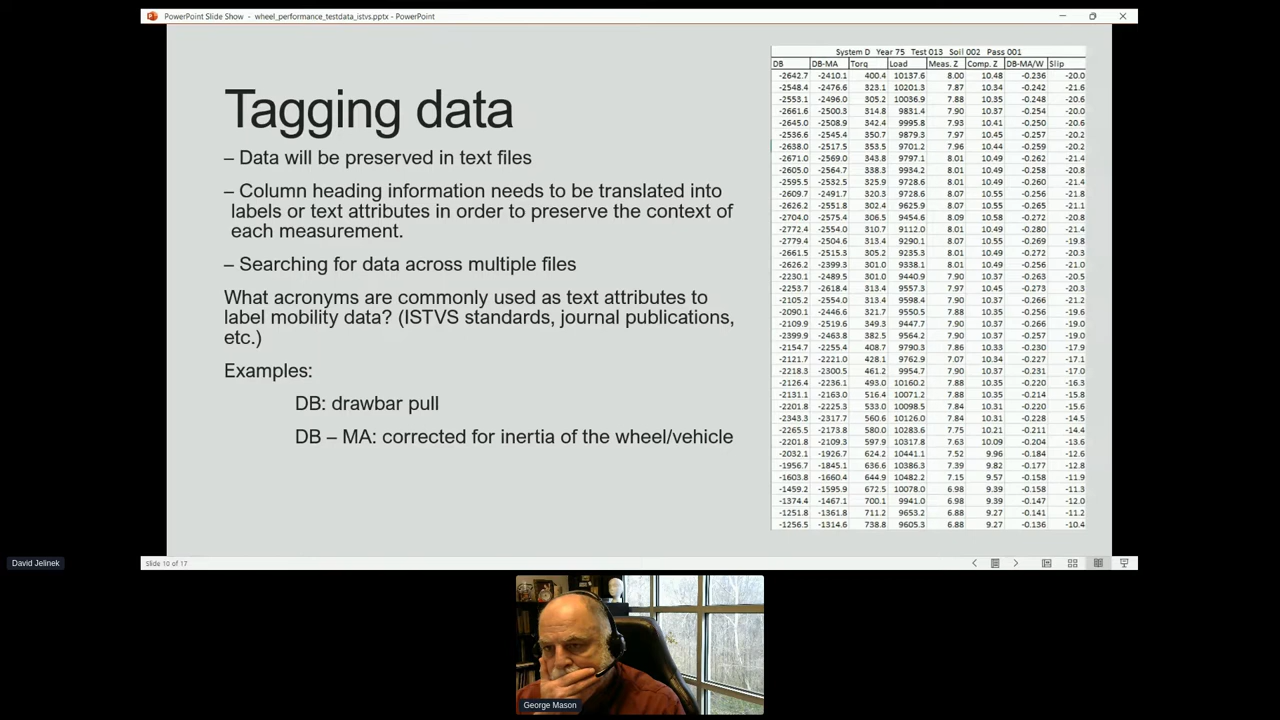 PowerPoint Slide Show - wheel_performance_testdata_istvs.pptx - PowerPoint
Tagging data
– Data will be preserved in text files
– Column heading information needs to be translated into
labels or text attributes in order to preserve the context of
each measurement.
– Searching for data across multiple files
What acronyms are commonly used as text attributes to
label mobility data? (ISTVS standards, journal publications,
etc.)
Examples:
DB: drawbar pull
DB – MA: corrected for inertia of the wheel/vehicle
System D Year 75 Test 013 Soil 002 Pass 001
DB DB-MA Torq Load Meas. Z Comp. Z DB-MA/W Slip
-2642.7 -2410.1 400.4 10137.6 8.00 10.48 -0.236 -20.0
-2548.4 -2476.6 323.1 10201.3 7.87 10.34 -0.242 -21.6
-2553.1 -2496.0 305.2 10036.9 7.88 10.35 -0.248 -20.6
-2661.6 -2500.3 314.8 9831.4 7.90 10.37 -0.254 -20.0
-2645.0 -2508.9 342.4 9995.8 7.93 10.41 -0.250 -20.6
-2536.6 -2545.4 350.7 9879.3 7.97 10.45 -0.257 -20.2
-2638.0 -2517.5 353.5 9701.2 7.96 10.44 -0.259 -20.2
-2671.0 -2569.0 343.8 9797.1 8.01 10.49 -0.262 -21.4
-2605.0 -2564.7 338.3 9934.2 8.01 10.49 -0.258 -20.8
-2595.5 -2532.5 325.9 9728.6 8.01 10.49 -0.260 -21.4
-2609.7 -2491.7 320.3 9728.6 8.07 10.55 -0.256 -21.8
-2626.2 -2551.8 302.4 9625.9 8.07 10.55 -0.265 -21.1
-2704.0 -2575.4 306.5 9454.6 8.09 10.58 -0.272 -20.8
-2772.4 -2554.0 310.7 9112.0 8.01 10.49 -0.280 -21.4
-2779.4 -2504.6 313.4 9290.1 8.07 10.55 -0.269 -19.8
-2661.5 -2515.3 305.2 9235.3 8.01 10.49 -0.272 -20.3
-2626.2 -2399.3 301.0 9338.1 8.01 10.49 -0.256 -21.0
-2230.1 -2489.5 301.0 9440.9 7.90 10.37 -0.263 -20.5
-2253.7 -2618.4 313.4 9557.3 7.97 10.45 -0.273 -20.3
-2105.2 -2554.0 313.4 9598.4 7.90 10.37 -0.266 -21.2
-2090.1 -2446.6 321.7 9550.5 7.88 10.35 -0.256 -19.6
-2109.9 -2519.6 349.3 9447.7 7.90 10.37 -0.266 -19.0
-2399.9 -2463.8 382.5 9564.2 7.90 10.37 -0.257 -19.0
-2154.7 -2255.4 408.7 9790.3 7.86 10.33 -0.230 -17.9
-2121.7 -2221.0 428.1 9762.9 7.07 10.34 -0.227 -17.1
-2218.3 -2300.5 461.2 9954.7 7.90 10.37 -0.231 -17.0
-2126.4 -2236.1 493.0 10160.2 7.88 10.35 -0.220 -16.3
-2131.1 -2163.0 516.4 10071.2 7.88 10.35 -0.214 -15.8
-2201.8 -2225.3 533.0 10098.5 7.84 10.31 -0.220 -15.6
-2343.3 -2317.7 560.6 10126.0 7.84 10.31 -0.228 -14.5
-2265.5 -2173.8 580.0 10283.6 7.75 10.21 -0.211 -14.4
-2201.8 -2109.3 597.9 10317.8 7.63 10.09 -0.204 -13.6
-2032.1 -1926.7 624.2 10441.1 7.52 9.96 -0.184 -12.6
-1956.7 -1845.1 636.6 10386.3 7.39 9.82 -0.177 -12.8
-1603.8 -1660.4 644.9 10482.2 7.15 9.57 -0.158 -11.9
-1459.2 -1595.9 672.5 10078.0 6.98 9.39 -0.158 -11.3
-1374.4 -1467.1 700.1 9941.0 6.98 9.39 -0.147 -12.0
-1251.8 -1361.8 711.2 9653.2 6.88 9.27 -0.141 -11.2
-1256.5 -1314.6 738.8 9605.3 6.88 9.27 -0.136 -10.4
David Jelinek
Slide 10 of 17
George Mason